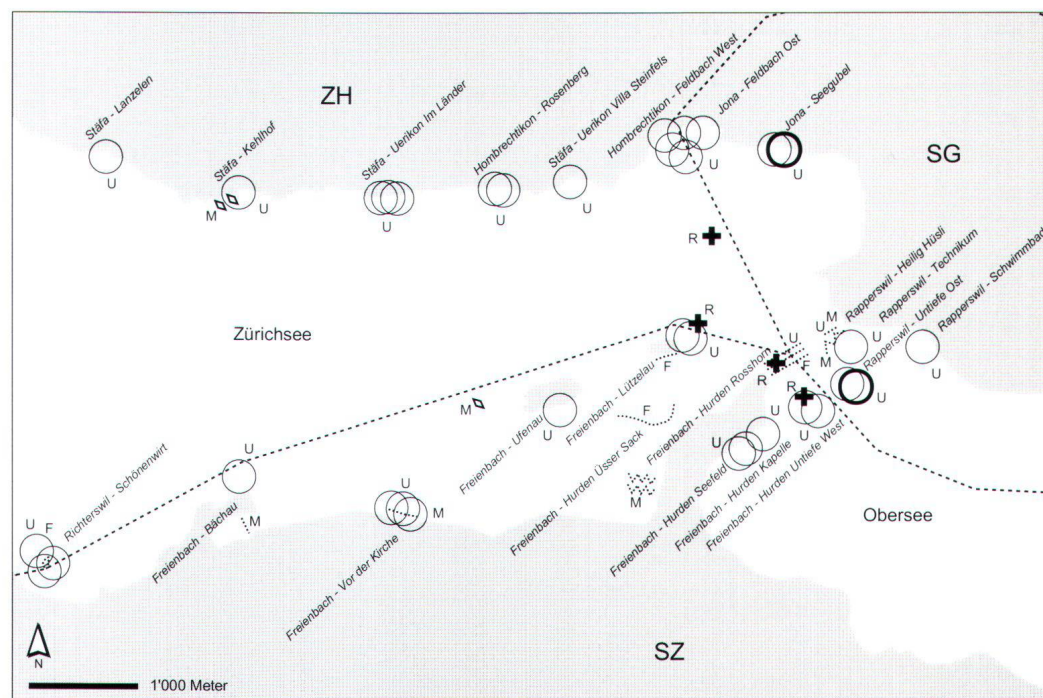 Stäfa - Lanzelen
U
ZH
Stäfa - Kehlhof
M
U
Stäfa - Uerikon Im Länder
U
Hombrechtikon - Rosenberg
U
Stäfa - Uerikon Villa Steinfels
U
Hombrechtikon - Feldbach West
Jona - Feldbach Ost
U
Jona - Seegubel
U
SG
R
Zürichsee
R
U
F
Freienbach - Lützelau
U
F
R
Freienbach - Hurden Rosshorn
M
U
M
Rapperswil - Heilig Hüsli
U
Rapperswil - Technikum
Rapperswil - Untiefe Ost
U
Rapperswil - Schwimmbad
U
M
U
Freienbach - Ufenau
F
Freienbach - Hurden Üsser Sack
M
U
U
Freienbach - Hurden Seefeld
Freienbach - Hurden Kapelle
R
U
Freienbach - Hurden Untiefe West
Obersee
U
F
Richterswil - Schönenwirt
U
Freienbach - Bächau
M
U
M
Freienbach - Vor der Kirche
SZ
N
1'000 Meter